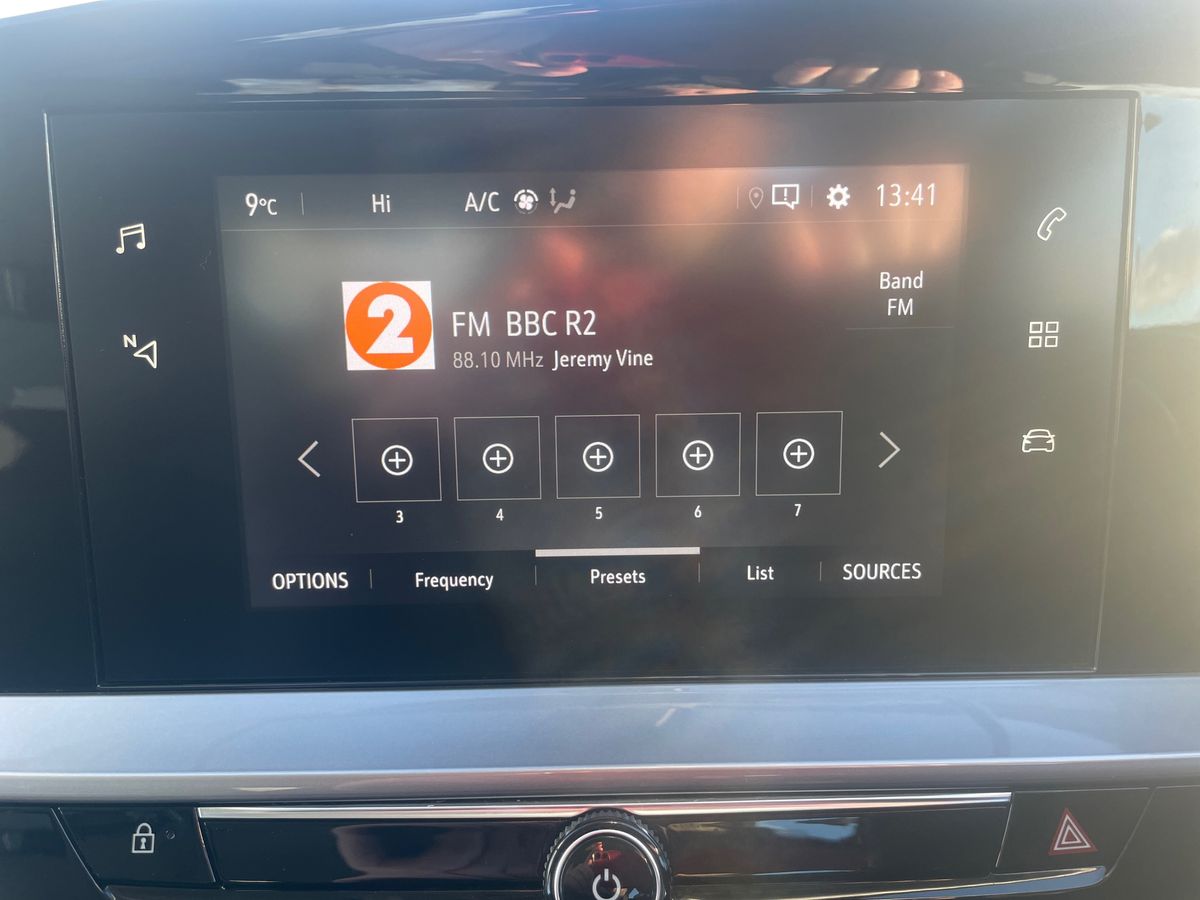 9°C Hi A/C 13:41
N
2
FM BBC R2
88.10 MHz Jeremy Vine
Band
FM
3 4 5 6 7
OPTIONS Frequency Presets List SOURCES